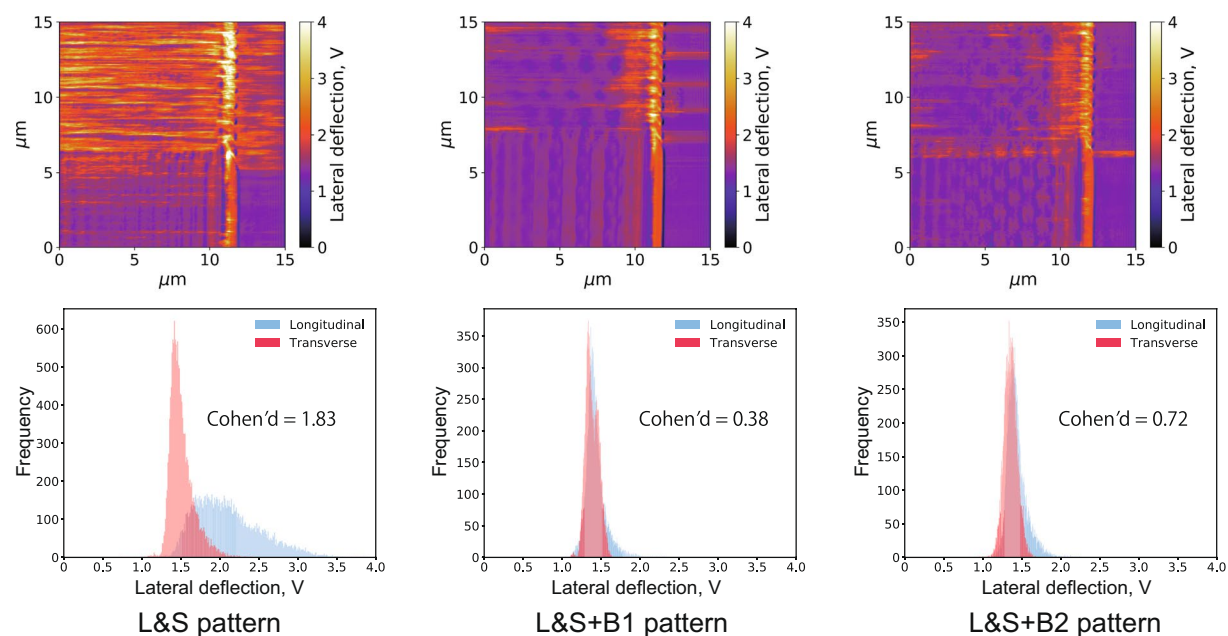 15
10
5
0
μm
0
5
10
15
μm
4
3
2
1
0
Lateral deflection, V
15
10
5
0
μm
0
5
10
15
μm
4
3
2
1
0
Lateral deflection, V
15
10
5
0
μm
0
5
10
15
μm
4
3
2
1
0
Lateral deflection, V
600
500
400
300
200
100
0
Frequency
Longitudinal
Transverse
Cohen'd = 1.83
0 0.5 1.0 1.5 2.0 2.5 3.0 3.5 4.0
Lateral deflection, V
L&S pattern
350
300
250
200
150
100
50
0
Frequency
Longitudinal
Transverse
Cohen'd = 0.38
0 0.5 1.0 1.5 2.0 2.5 3.0 3.5 4.0
Lateral deflection, V
L&S+B1 pattern
350
300
250
200
150
100
50
0
Frequency
Longitudinal
Transverse
Cohen'd = 0.72
0 0.5 1.0 1.5 2.0 2.5 3.0 3.5 4.0
Lateral deflection, V
L&S+B2 pattern